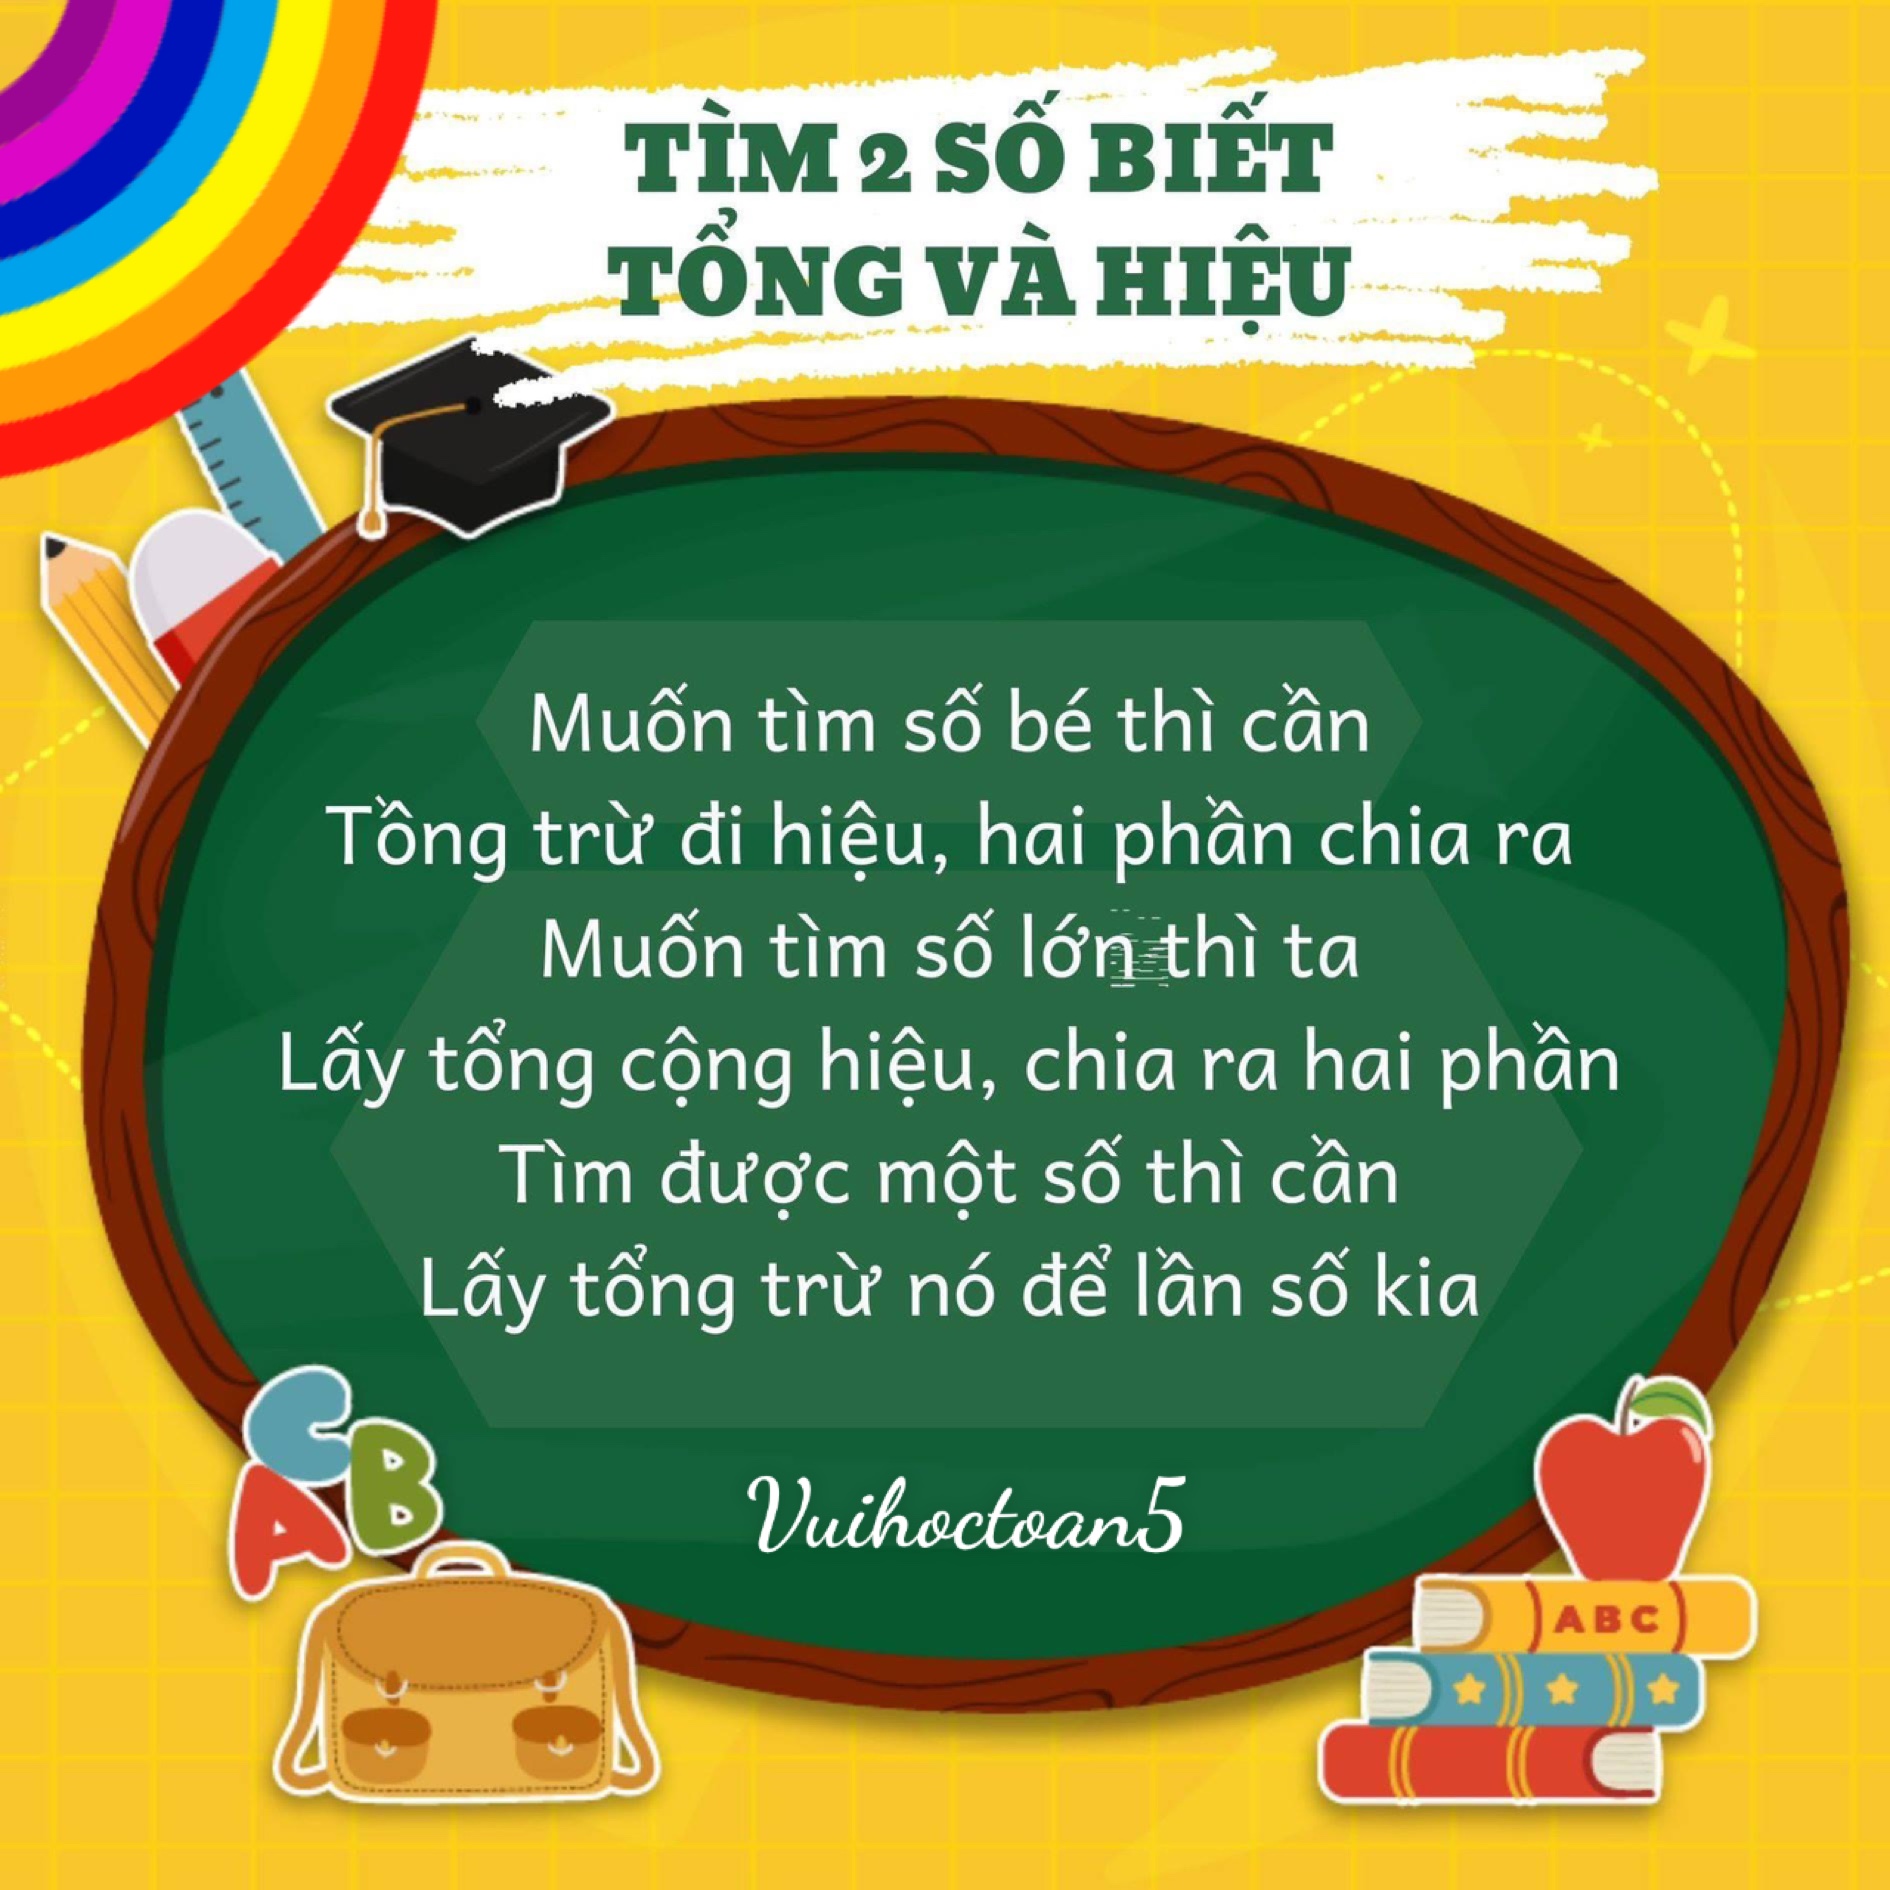 TÌM 2 SỐ BIẾT
TỔNG VÀ HIỆU
Muốn tìm số bé thì cần
Tồng trừ đi hiệu, hai phần chia ra
Muốn tìm số lớn thì ta
Lấy tổng cộng hiệu, chia ra hai phần
Tìm được một số thì cần
Lấy tổng trừ nó để lần số kia
C
B
A
Vuihoctoan5
ABC